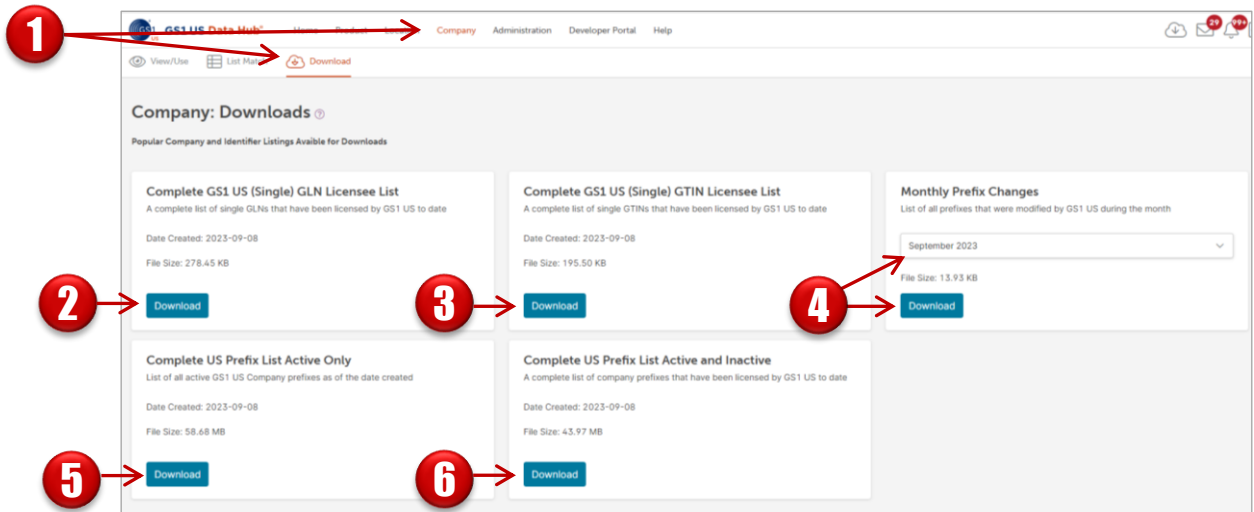 1
GS1 US
GS1 US Data Hub Home Product Company Administration Developer Portal Help 29 99+
View/Use List Match Download
Company: Downloads ?
Popular Company and Identifier Listings Avaible for Downloads
Complete GS1 US (Single) GLN Licensee List
A complete list of single GLNs that have been licensed by GS1 US to date
Date Created: 2023-09-08
File Size: 278.45 KB
2 Download
Complete GS1 US (Single) GTIN Licensee List
A complete list of single GTINs that have been licensed by GS1 US to date
Date Created: 2023-09-08
File Size: 195.50 KB
3 Download
Monthly Prefix Changes
List of all prefixes that were modified by GS1 US during the month
September 2023
File Size: 13.93 KB
4 Download
Complete US Prefix List Active Only
List of all active GS1 US Company prefixes as of the date created
Date Created: 2023-09-08
File Size: 58.68 MB
5 Download
Complete US Prefix List Active and Inactive
A complete list of company prefixes that have been licensed by GS1 US to date
Date Created: 2023-09-08
File Size: 43.97 MB
6 Download